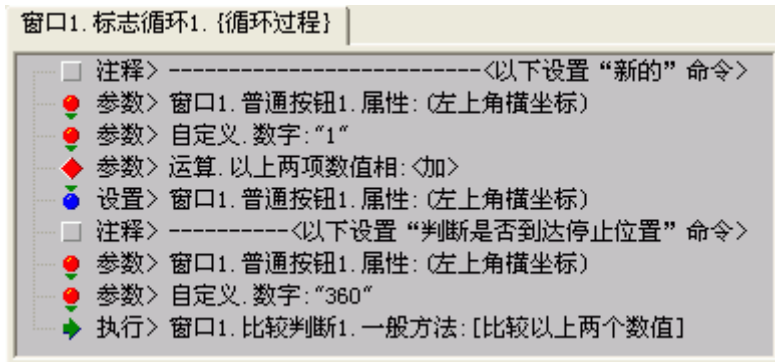 窗口1.标志循环1.{循环过程}
注释> --------------------------<以下设置“新的”命令>
参数> 窗口1.普通按钮1.属性:(左上角横坐标)
参数> 自定义.数字:"1"
参数> 运算.以上两项数值相:<加>
设置> 窗口1.普通按钮1.属性:(左上角横坐标)
注释> ----------<以下设置“判断是否到达停止位置”命令>
参数> 窗口1.普通按钮1.属性:(左上角横坐标)
参数> 自定义.数字:"360"
执行> 窗口1.比较判断1.一般方法:[比较以上两个数值]